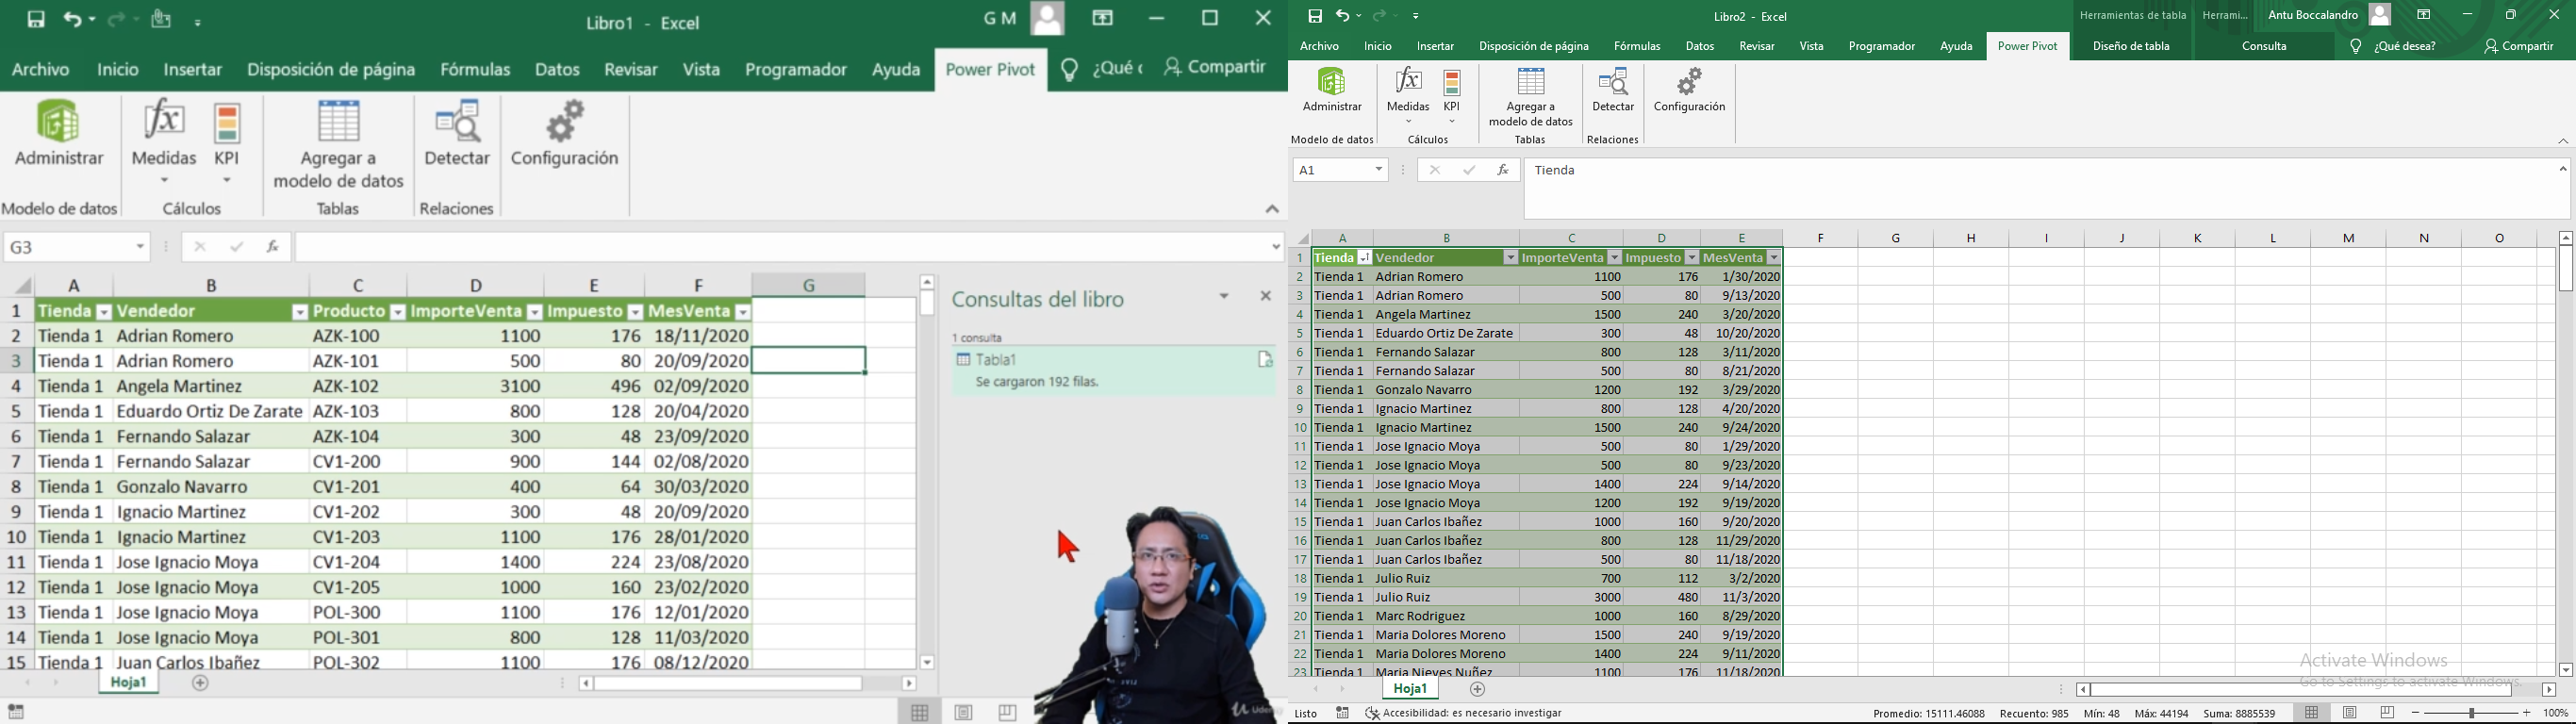 Libro1 - Excel
G M
Archivo Inicio Insertar Disposición de página Fórmulas Datos Revisar Vista Programador Ayuda Power Pivot ¿Qué Compartir
Administrar Medidas KPI Agregar a modelo de datos Detectar Configuración
Modelo de datos Cálculos Tablas Relaciones
G3
fx
A B C D E F G
1 Tienda Vendedor Producto ImporteVenta Impuesto MesVenta
2 Tienda 1 Adrian Romero AZK-100 1100 176 18/11/2020
3 Tienda 1 Adrian Romero AZK-101 500 80 20/09/2020
4 Tienda 1 Angela Martinez AZK-102 3100 496 02/09/2020
5 Tienda 1 Eduardo Ortiz De Zarate AZK-103 800 128 20/04/2020
6 Tienda 1 Fernando Salazar AZK-104 300 48 23/09/2020
7 Tienda 1 Fernando Salazar CV1-200 900 144 02/08/2020
8 Tienda 1 Gonzalo Navarro CV1-201 400 64 30/03/2020
9 Tienda 1 Ignacio Martinez CV1-202 300 48 20/09/2020
10 Tienda 1 Ignacio Martinez CV1-203 1100 176 28/01/2020
11 Tienda 1 Jose Ignacio Moya CV1-204 1400 224 23/08/2020
12 Tienda 1 Jose Ignacio Moya CV1-205 1000 160 23/02/2020
13 Tienda 1 Jose Ignacio Moya POL-300 1100 176 12/01/2020
14 Tienda 1 Jose Ignacio Moya POL-301 800 128 11/03/2020
15 Tienda 1 Juan Carlos Ibañez POL-302 1100 176 08/12/2020
Consultas del libro
1 consulta
Tabla1
Se cargaron 192 filas.
Hoja1
Libro2 - Excel
Herramientas de tabla Herrami... Antu Boccalandro
Archivo Inicio Insertar Disposición de página Fórmulas Datos Revisar Vista Programador Ayuda Power Pivot Diseño de tabla Consulta ¿Qué desea? Compartir
Administrar Medidas KPI Agregar a modelo de datos Detectar Configuración
Modelo de datos Cálculos Tablas Relaciones
A1
fx
Tienda
A B C D E F G H I J K L M N O
1 Tienda Vendedor ImporteVenta Impuesto MesVenta
2 Tienda 1 Adrian Romero 1100 176 1/30/2020
3 Tienda 1 Adrian Romero 500 80 9/13/2020
4 Tienda 1 Angela Martinez 1500 240 3/20/2020
5 Tienda 1 Eduardo Ortiz De Zarate 300 48 10/20/2020
6 Tienda 1 Fernando Salazar 800 128 3/11/2020
7 Tienda 1 Fernando Salazar 500 80 8/21/2020
8 Tienda 1 Gonzalo Navarro 1200 192 3/29/2020
9 Tienda 1 Ignacio Martinez 800 128 4/20/2020
10 Tienda 1 Ignacio Martinez 1500 240 9/24/2020
11 Tienda 1 Jose Ignacio Moya 500 80 1/29/2020
12 Tienda 1 Jose Ignacio Moya 500 80 9/23/2020
13 Tienda 1 Jose Ignacio Moya 1400 224 9/14/2020
14 Tienda 1 Jose Ignacio Moya 1200 192 9/19/2020
15 Tienda 1 Juan Carlos Ibañez 1000 160 9/20/2020
16 Tienda 1 Juan Carlos Ibañez 800 128 11/29/2020
17 Tienda 1 Juan Carlos Ibañez 500 80 11/18/2020
18 Tienda 1 Julio Ruiz 700 112 3/2/2020
19 Tienda 1 Julio Ruiz 3000 480 11/3/2020
20 Tienda 1 Marc Rodriguez 1000 160 8/29/2020
21 Tienda 1 Maria Dolores Moreno 1500 240 9/19/2020
22 Tienda 1 Maria Dolores Moreno 1400 224 9/11/2020
23 Tienda 1 Maria Nieves Nuñez 1100 176 11/18/2020
Activate Windows
Go to Settings to activate Windows.
Hoja1
Listo Accesibilidad: es necesario investigar Promedio: 15111.46088 Recuento: 985 Mín: 48 Máx: 44194 Suma: 8885539 100%